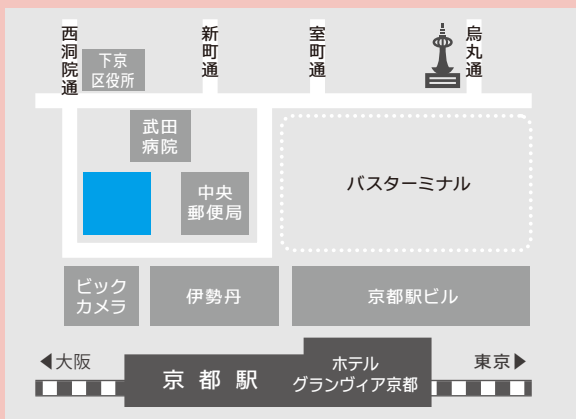 西洞院通
新町通
室町通
烏丸通
下京
区役所
武田
病院
中央
郵便局
バスターミナル
ビック
カメラ
伊勢丹
京都駅ビル
◀大阪
京都駅
ホテル
グランヴィア京都
東京▶